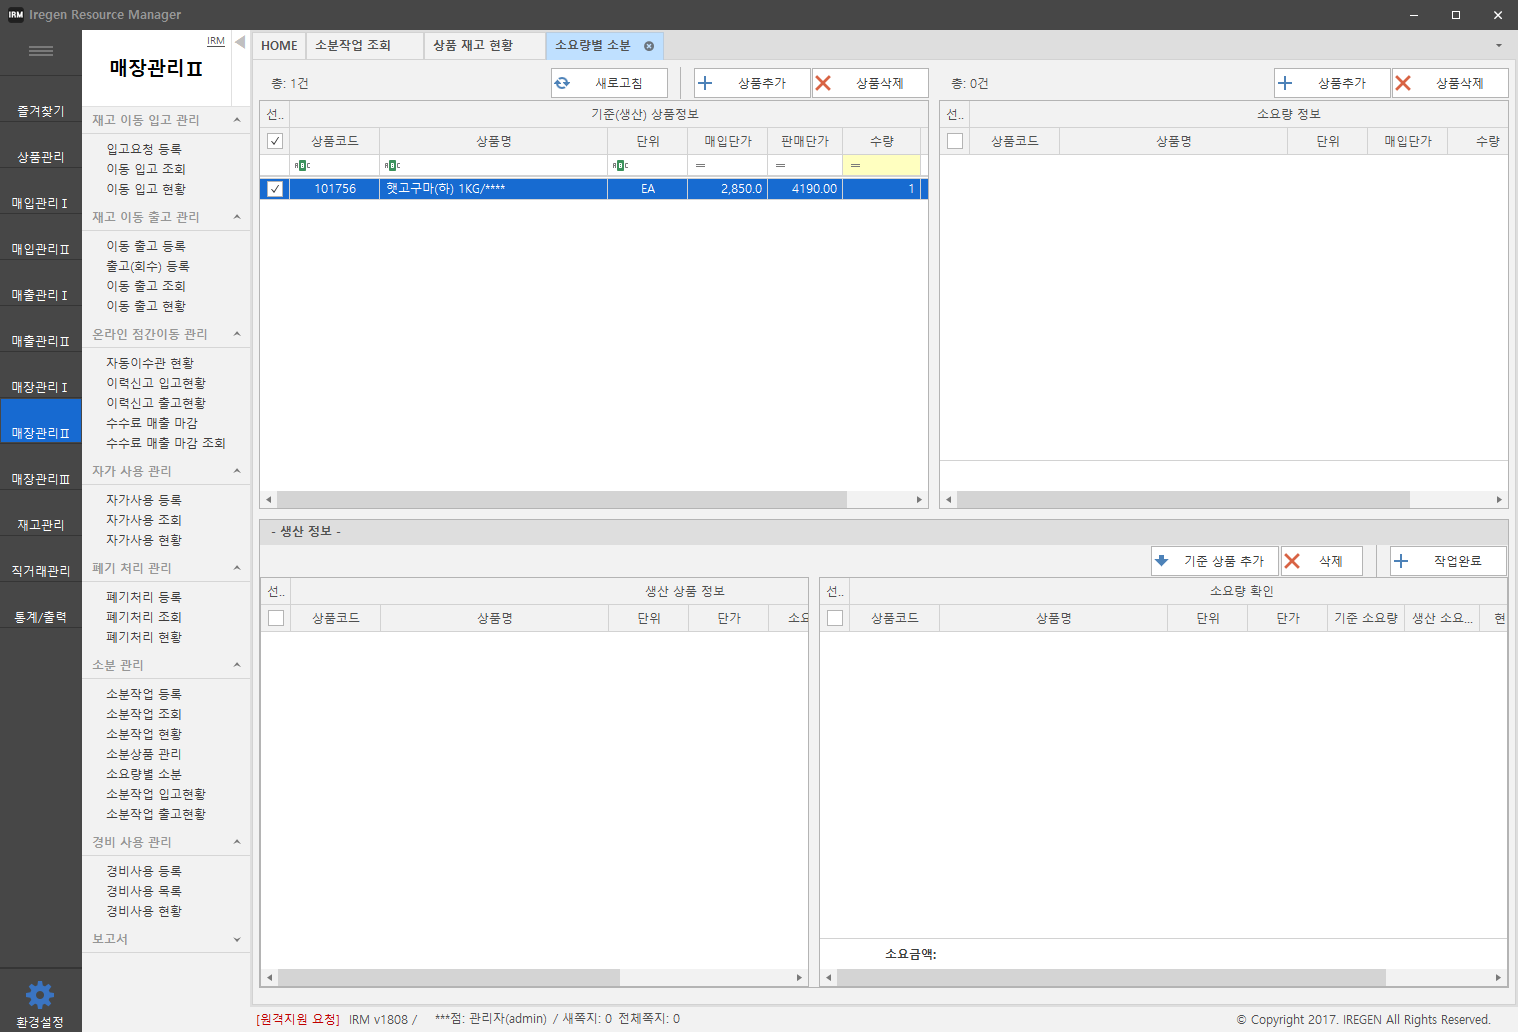 IRM Iregen Resource Manager
즐겨찾기
상품관리
매입관리Ⅰ
매입관리Ⅱ
매출관리Ⅰ
매출관리Ⅱ
매장관리Ⅰ
매장관리Ⅱ
매장관리Ⅲ
재고관리
직거래관리
통계/출력
환경설정
IRM
매장관리Ⅱ
재고 이동 입고 관리
입고요청 등록
이동 입고 조회
이동 입고 현황
재고 이동 출고 관리
이동 출고 등록
출고(회수) 등록
이동 출고 조회
이동 출고 현황
온라인 점간이동 관리
자동이수관 현황
이력신고 입고현황
이력신고 출고현황
수수료 매출 마감
수수료 매출 마감 조회
자가 사용 관리
자가사용 등록
자가사용 조회
자가사용 현황
폐기 처리 관리
폐기처리 등록
폐기처리 조회
폐기처리 현황
소분 관리
소분작업 등록
소분작업 조회
소분작업 현황
소분상품 관리
소요량별 소분
소분작업 입고현황
소분작업 출고현황
경비 사용 관리
경비사용 등록
경비사용 목록
경비사용 현황
보고서
HOME 소분작업 조회 상품 재고 현황 소요량별 소분
총: 1건 새로고침 상품추가 상품삭제
선.. 기준(생산) 상품정보
상품코드 상품명 단위 매입단가 판매단가 수량
ABC ABC ABC = = =
101756 햇고구마(하) 1KG/**** EA 2,850.0 4190.00 1
총: 0건 상품추가 상품삭제
선.. 소요량 정보
상품코드 상품명 단위 매입단가 수량
- 생산 정보 -
기준 상품 추가 삭제 작업완료
선.. 생산 상품 정보
상품코드 상품명 단위 단가 소요
선.. 소요량 확인
상품코드 상품명 단위 단가 기준 소요량 생산 소요... 현
소요금액:
[원격지원 요청] IRM v1808 / ***점: 관리자(admin) / 새쪽지: 0 전체쪽지: 0
© Copyright 2017. IREGEN All Rights Reserved.